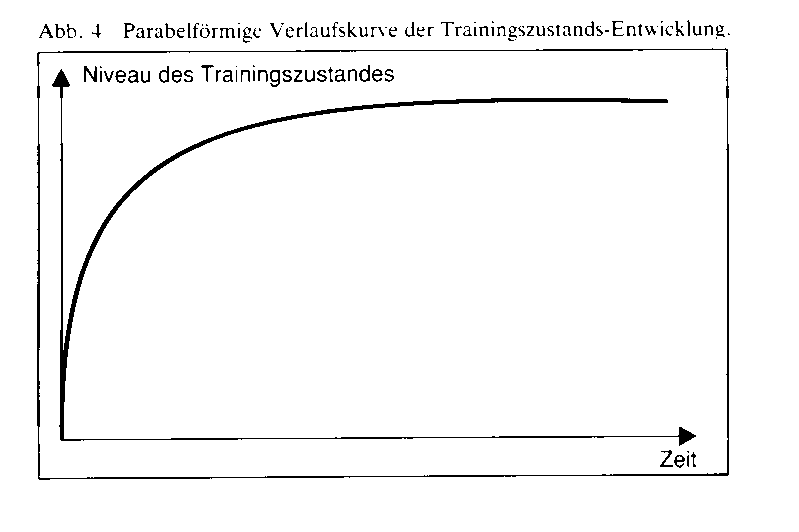 Abb. 4 Parabelförmige Verlaufskurve der Trainingszustands-Entwicklung.
Niveau des Trainingszustandes
Zeit